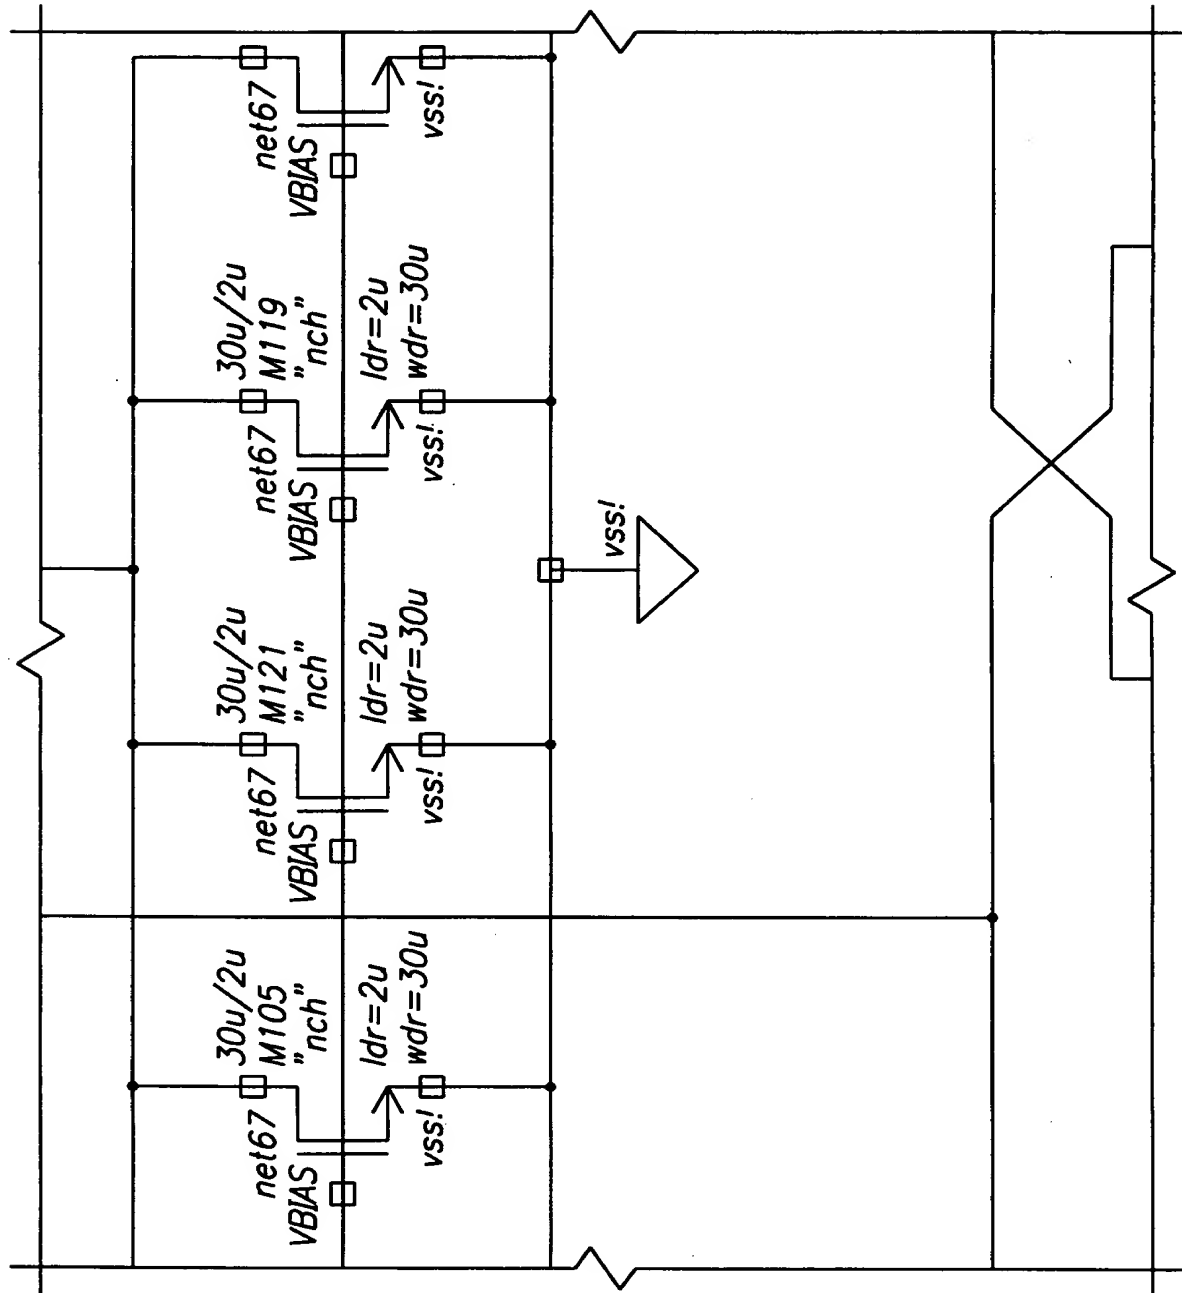 net67
VBIAS
vss!
30u/2u
M105
"nch"
ldr=2u
wdr=30u
net67
VBIAS
vss!
30u/2u
M121
"nch"
ldr=2u
wdr=30u
net67
VBIAS
vss!
30u/2u
M119
"nch"
ldr=2u
wdr=30u
net67
VBIAS
vss!
vss!